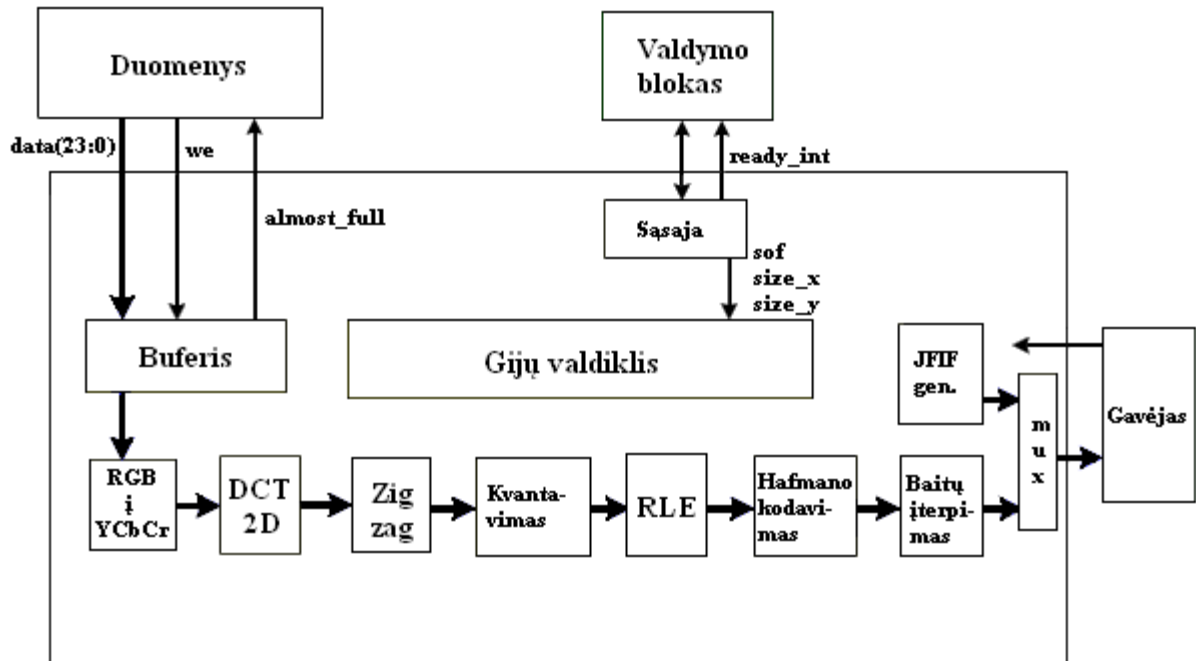 Duomenys
Valdymo
blokas
data(23:0)
we
ready_int
almost_full
Sąsaja
sof
size_x
size_y
Buferis
Gijų valdiklis
JFIF
gen.
Gavėjas
m
u
x
RGB
į
YCbCr
DCT
2D
Zig
zag
Kvanta-
vimas
RLE
Hafmano
kodavi-
mas
Baitų
įterpi-
mas